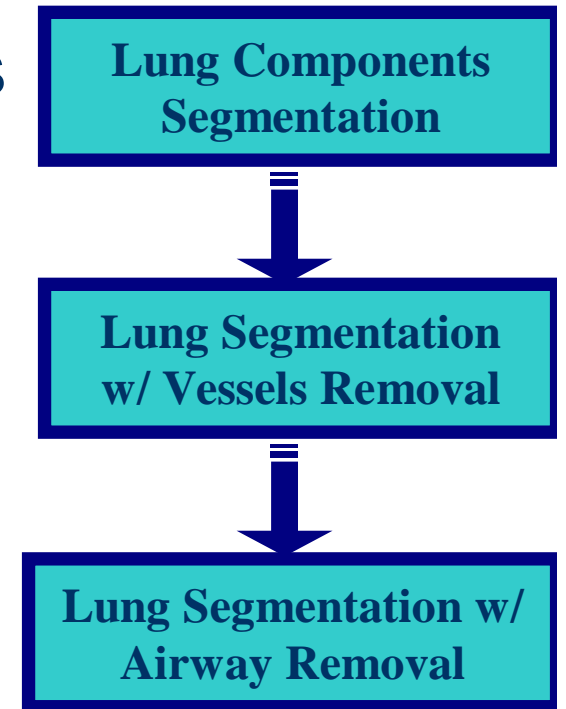 s
Lung Components
Segmentation
Lung Segmentation
w/ Vessels Removal
Lung Segmentation w/
Airway Removal